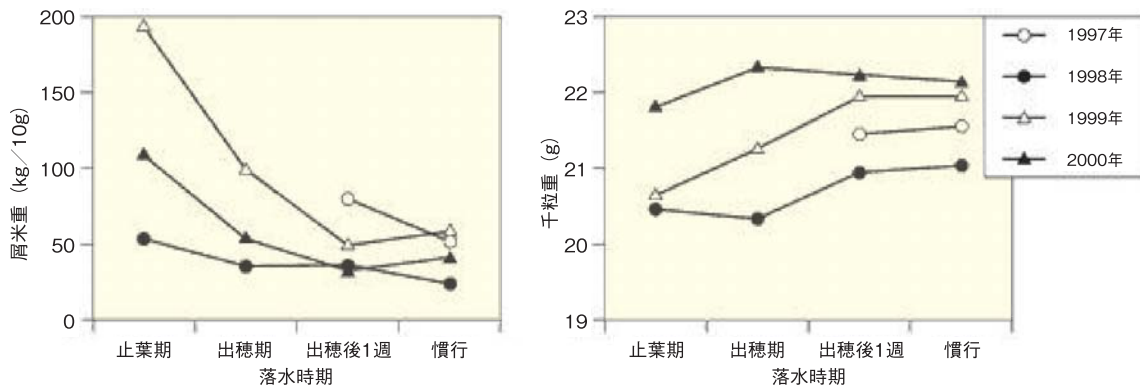 200
150
100
50
0
屑米重 (kg/10g)
止葉期 出穂期 出穂後1週 慣行
落水時期
23
22
21
20
19
千粒重 (g)
止葉期 出穂期 出穂後1週 慣行
落水時期
1997年
1998年
1999年
2000年